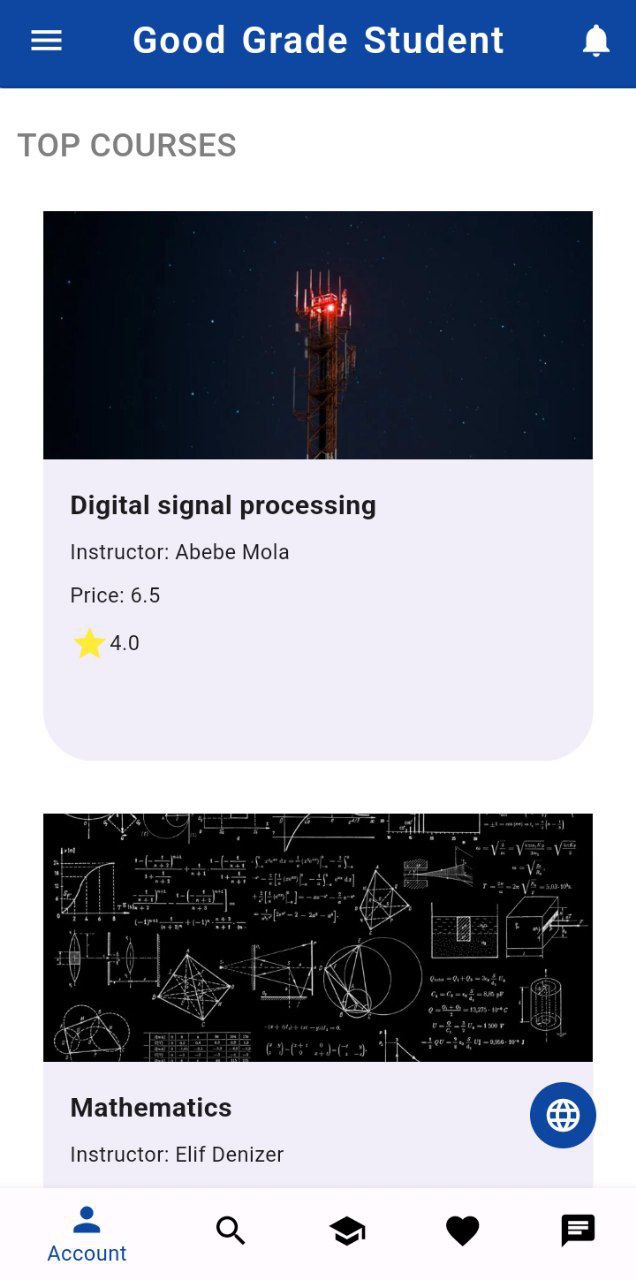 Good Grade Student
TOP COURSES
Digital signal processing
Instructor: Abebe Mola
Price: 6.5
4.0
Mathematics
Instructor: Elif Denizer
Account